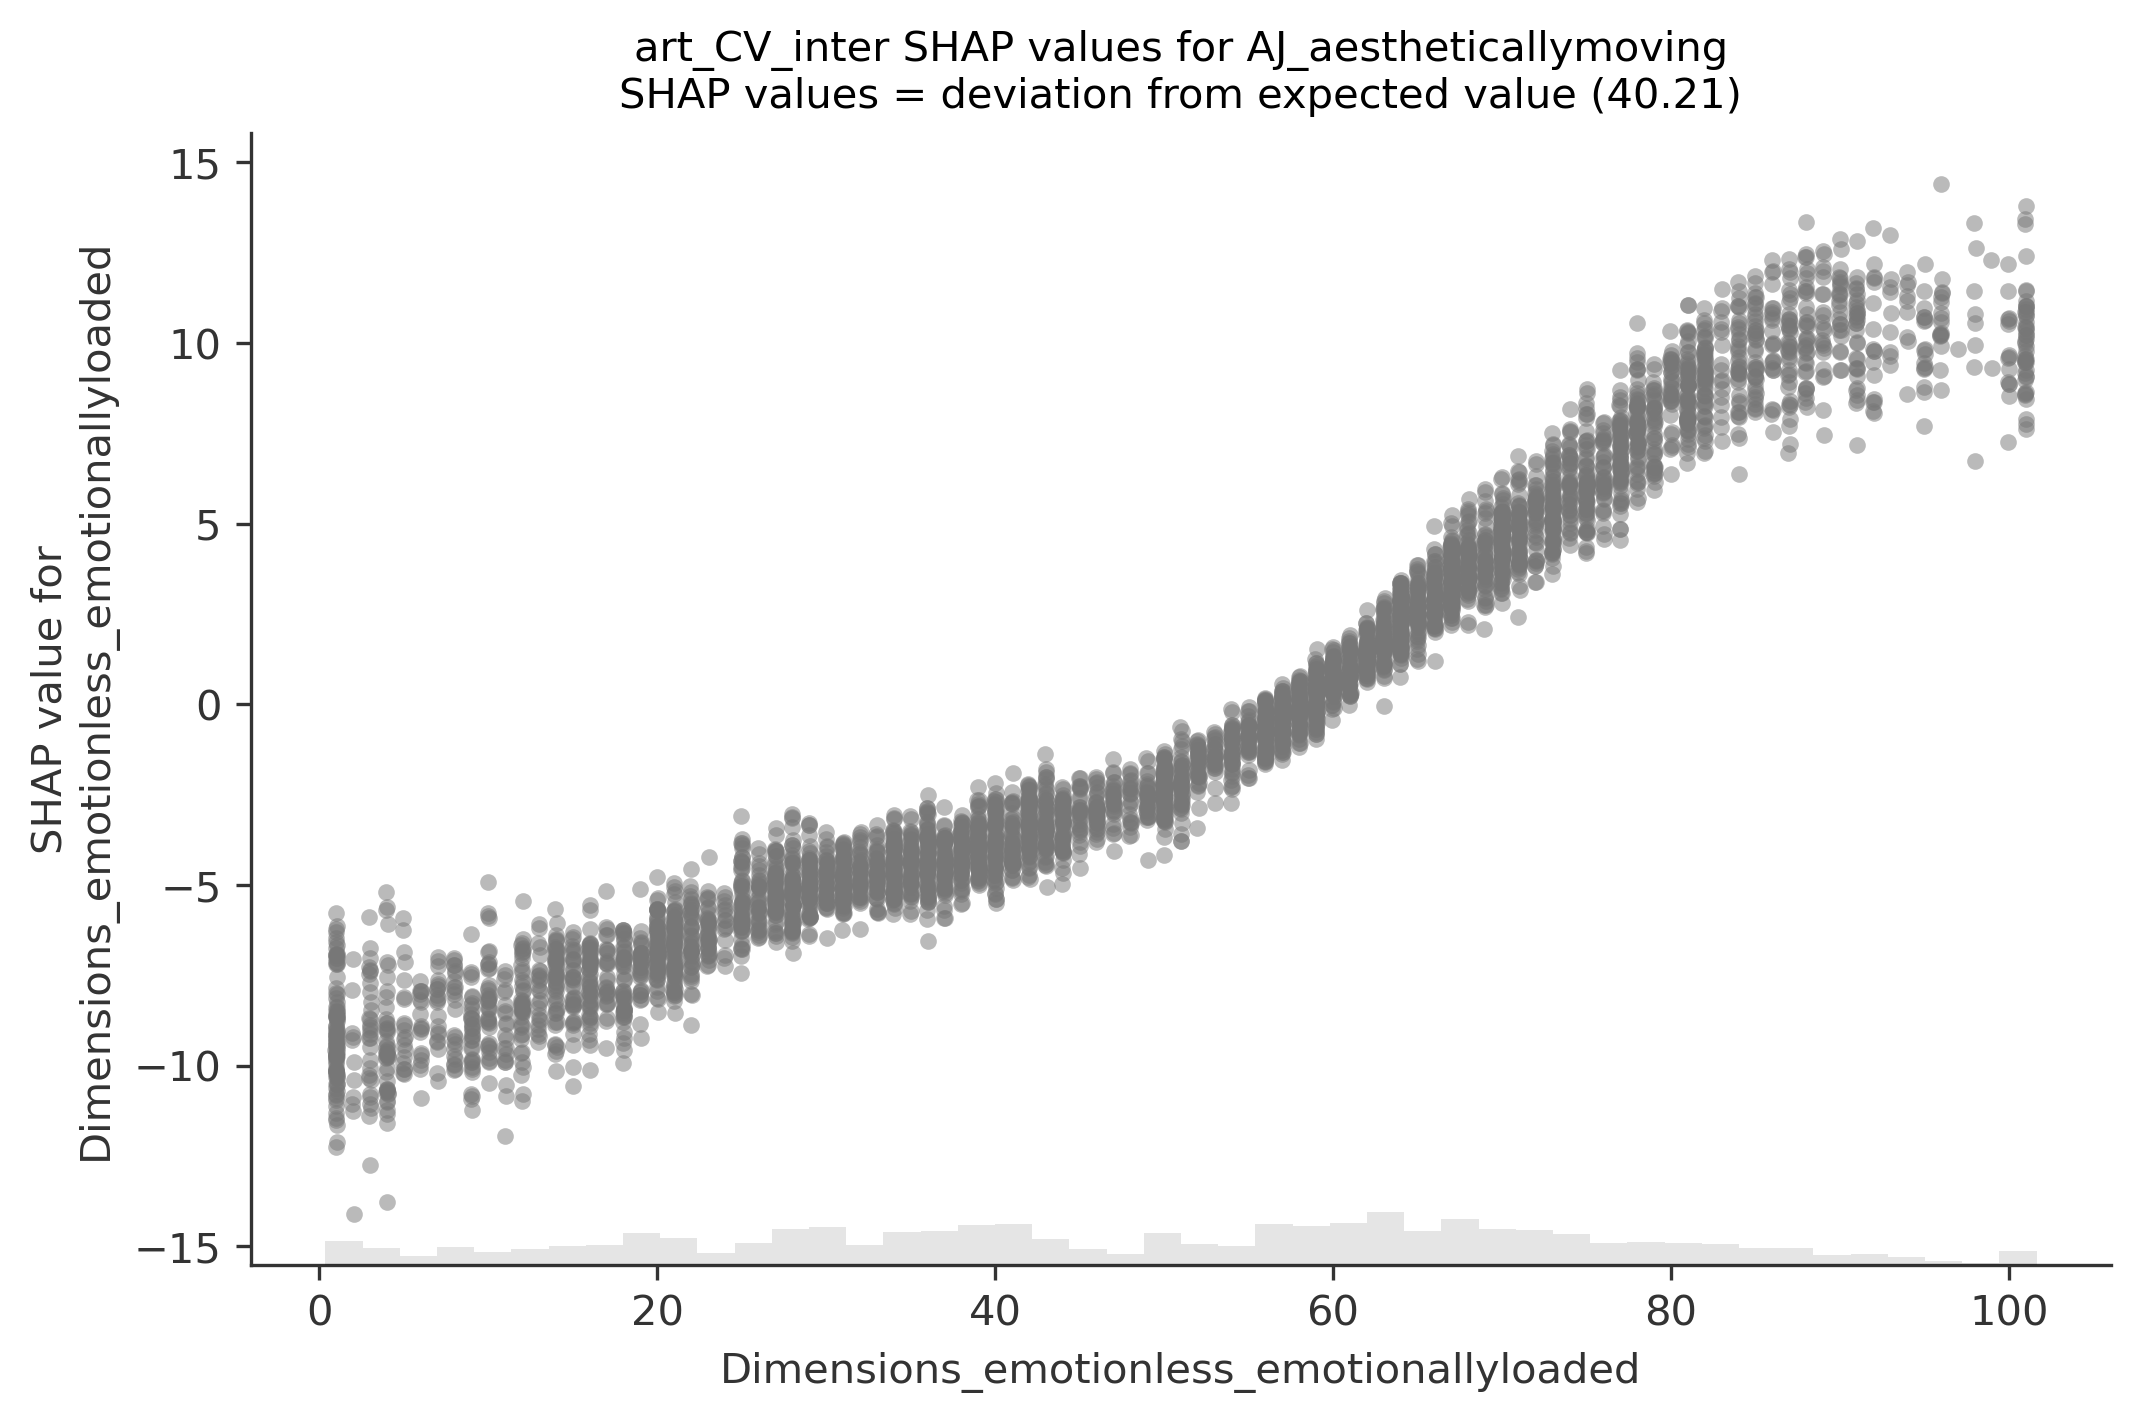 art_CV_inter SHAP values for AJ_aestheticallymoving
SHAP values = deviation from expected value (40.21)
SHAP value for
Dimensions_emotionless_emotionallyloaded
15
10
5
0
−5
−10
−15
0
20
40
60
80
100
Dimensions_emotionless_emotionallyloaded